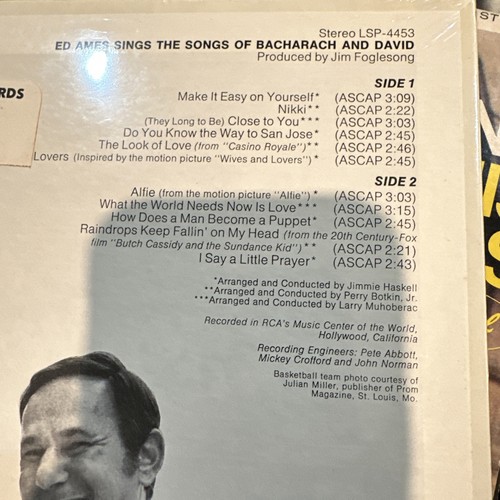 Stereo LSP-4453
ED AMES SINGS THE SONGS OF BACHARACH AND DAVID
Produced by Jim Foglesong
RDS
SIDE 1
Make It Easy on Yourself* (ASCAP 3:09)
Nikki** (ASCAP 2:22)
(They Long to Be) Close to You*** (ASCAP 3:03)
Do You Know the Way to San Jose* (ASCAP 2:45)
The Look of Love (from "Casino Royale")** (ASCAP 2:46)
Lovers (Inspired by the motion picture "Wives and Lovers")* (ASCAP 2:45)
SIDE 2
Alfie (from the motion picture "Alfie")* (ASCAP 3:03)
What the World Needs Now Is Love*** (ASCAP 3:15)
How Does a Man Become a Puppet* (ASCAP 2:45)
Raindrops Keep Fallin' on My Head (from the 20th Century-Fox
film "Butch Cassidy and the Sundance Kid")** (ASCAP 2:21)
I Say a Little Prayer* (ASCAP 2:43)
*Arranged and Conducted by Jimmie Haskell
**Arranged and Conducted by Perry Botkin, Jr.
***Arranged and Conducted by Larry Muhoberac
Recorded in RCA's Music Center of the World,
Hollywood, California
Recording Engineers: Pete Abbott,
Mickey Crofford and John Norman
Basketball team photo courtesy of
Julian Miller, publisher of Prom
Magazine, St. Louis, Mo.
ST